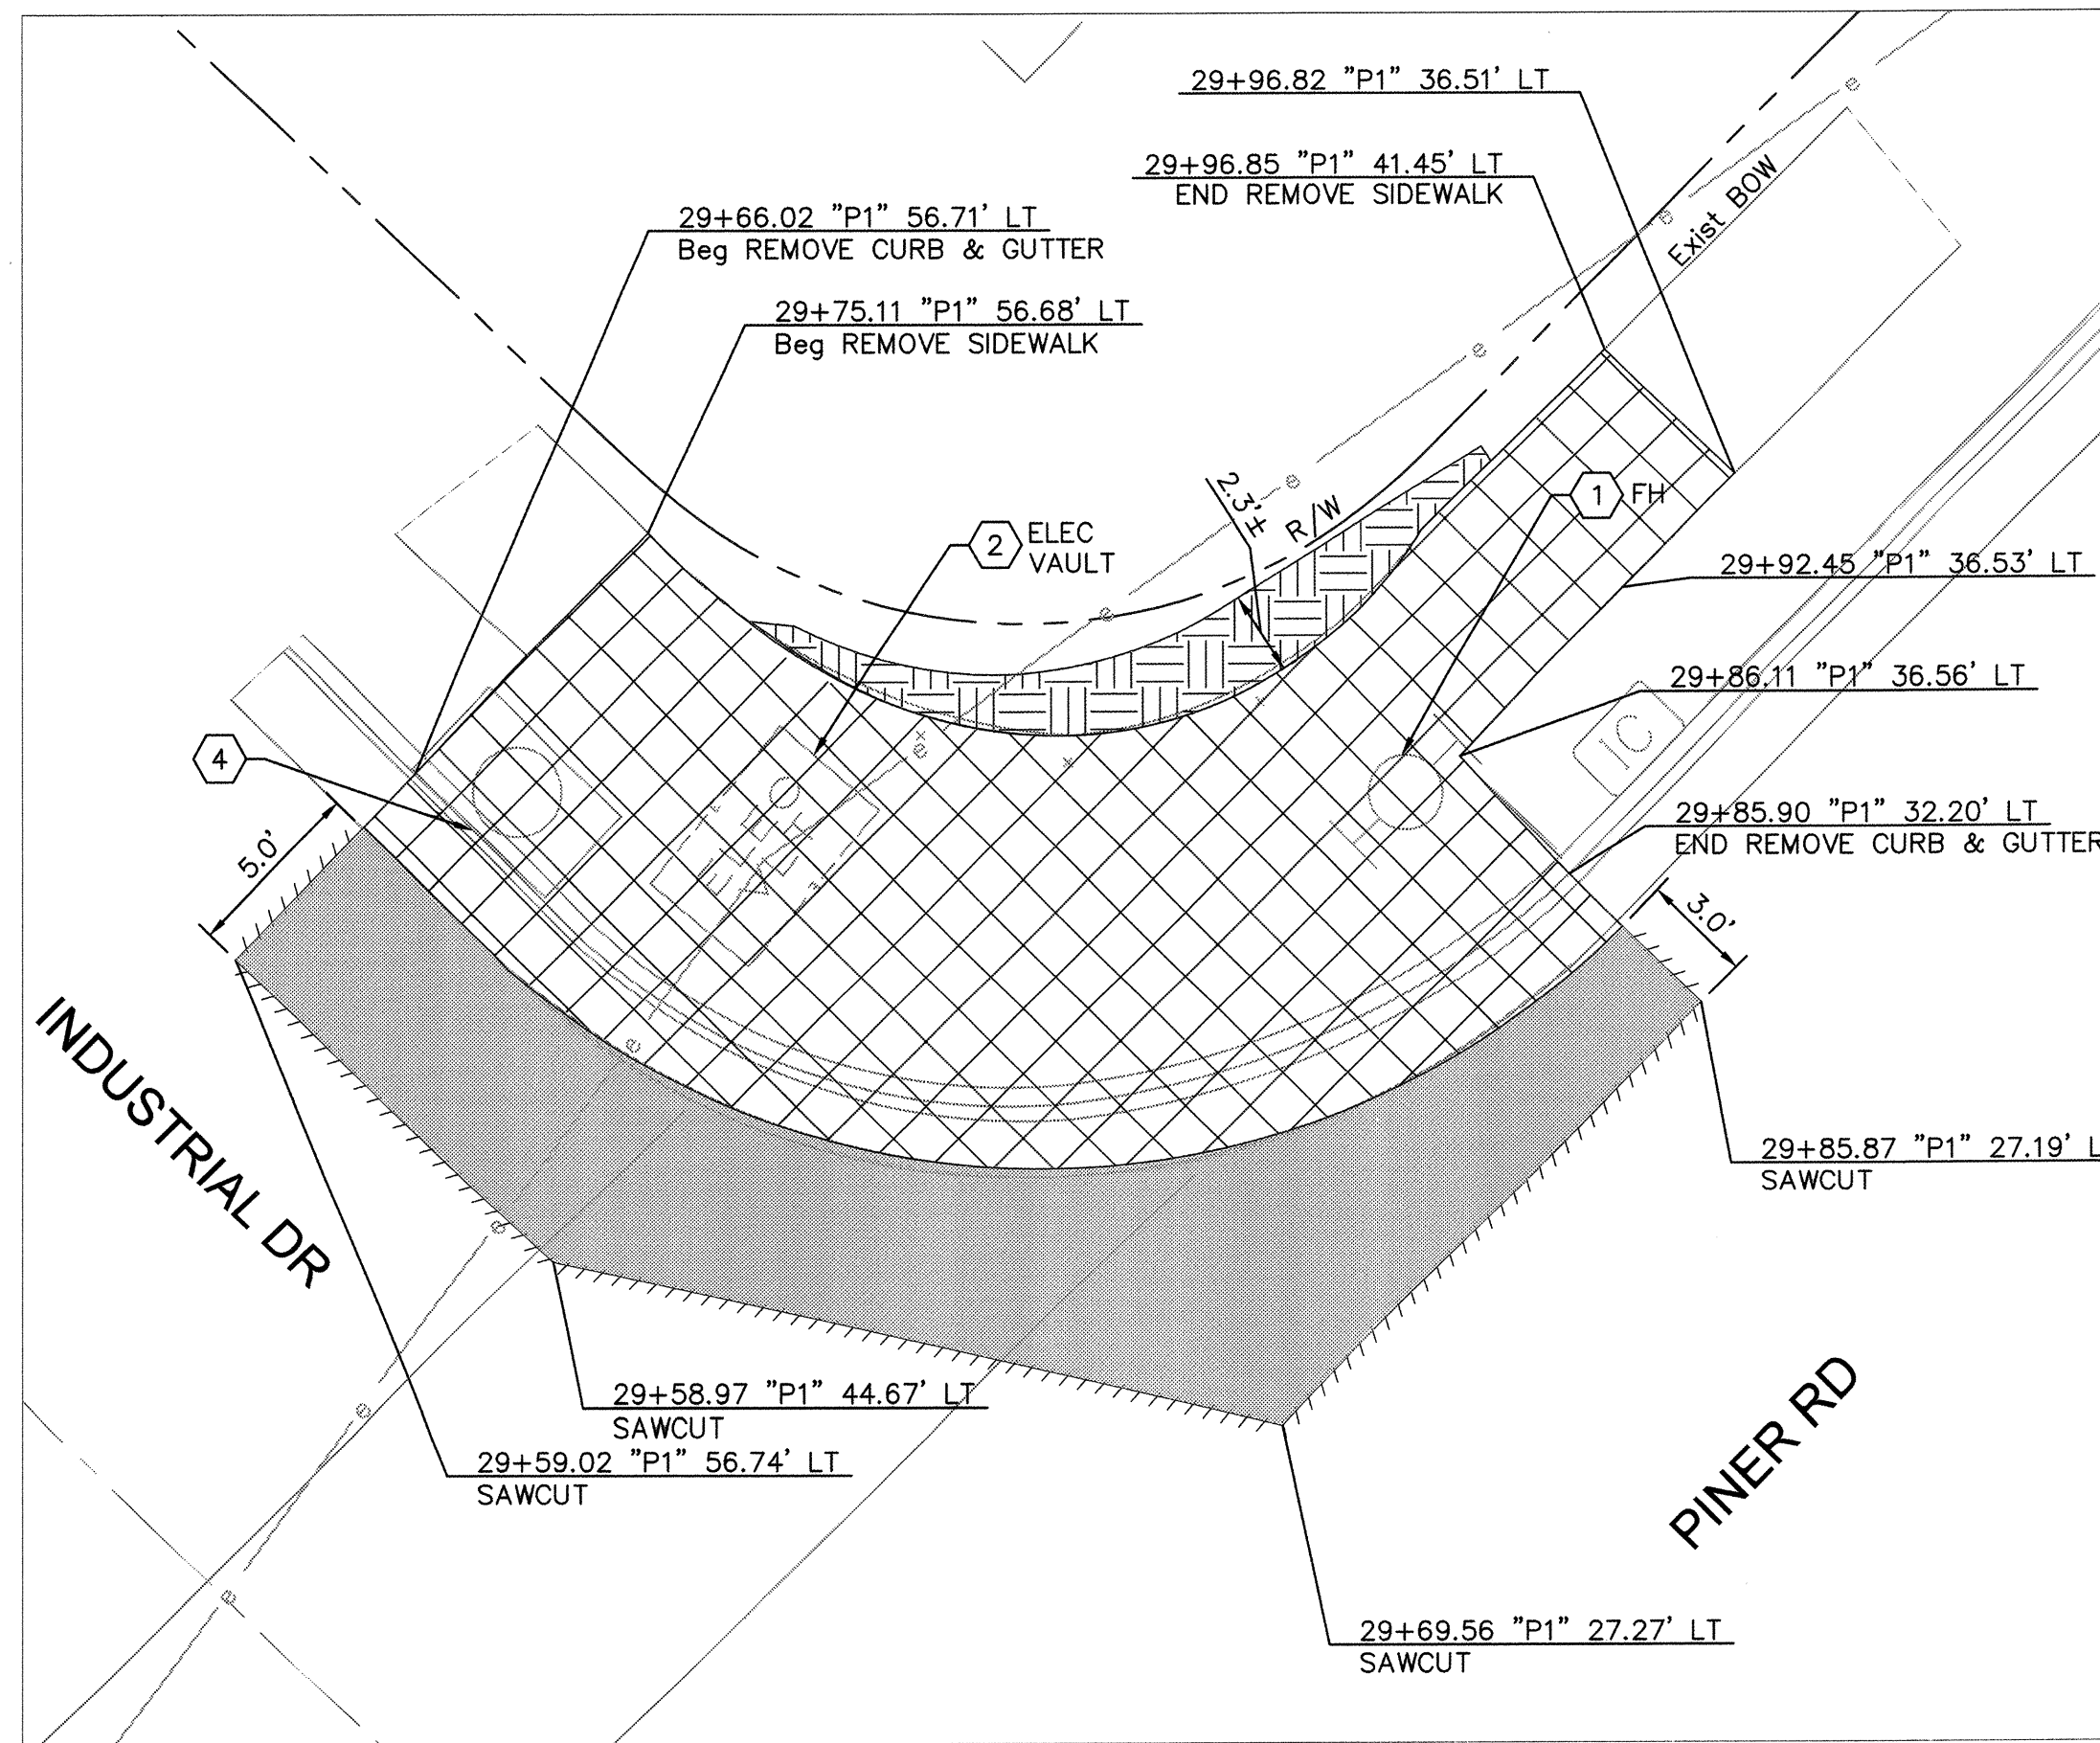 29+96.82 "P1" 36.51' LT
29+96.85 "P1" 41.45' LT
END REMOVE SIDEWALK
Exist BOW
29+66.02 "P1" 56.71' LT
Beg REMOVE CURB & GUTTER
29+75.11 "P1" 56.68' LT
Beg REMOVE SIDEWALK
2.3'±
R/W
1 FH
2 ELEC
VAULT
29+92.45 "P1" 36.53' LT
29+86.11 "P1" 36.56' LT
IC
4
ELEC
29+85.90 "P1" 32.20' LT
END REMOVE CURB & GUTTER
5.0'
3.0'
INDUSTRIAL DR
29+85.87 "P1" 27.19' L
SAWCUT
29+58.97 "P1" 44.67' LT
SAWCUT
29+59.02 "P1" 56.74' LT
SAWCUT
PINER RD
29+69.56 "P1" 27.27' LT
SAWCUT
e
e
e
e
e
e
e
e
e
e
e